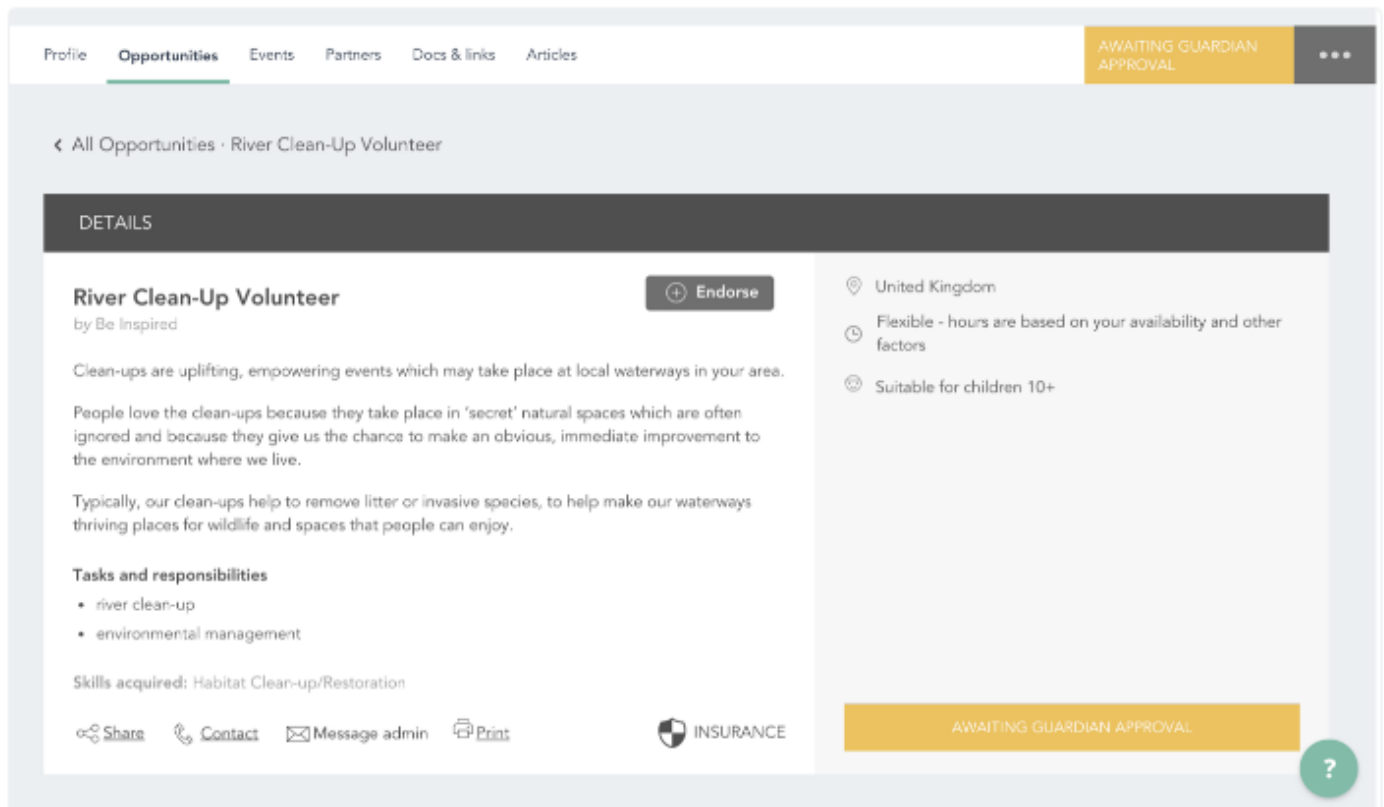 Profile Opportunities Events Partners Docs & links Articles
AWAITING GUARDIAN
APPROVAL
All Opportunities · River Clean-Up Volunteer
DETAILS
River Clean-Up Volunteer
Endorse
by Be Inspired
Clean-ups are uplifting, empowering events which may take place at local waterways in your area.
People love the clean-ups because they take place in 'secret' natural spaces which are often
ignored and because they give us the chance to make an obvious, immediate improvement to
the environment where we live.
Typically, our clean-ups help to remove litter or invasive species, to help make our waterways
thriving places for wildlife and spaces that people can enjoy.
Tasks and responsibilities
• river clean-up
• environmental management
Skills acquired: Habitat Clean-up/Restoration
Share Contact Message admin Print
INSURANCE
United Kingdom
Flexible - hours are based on your availability and other
factors
Suitable for children 10+
AWAITING GUARDIAN APPROVAL
?